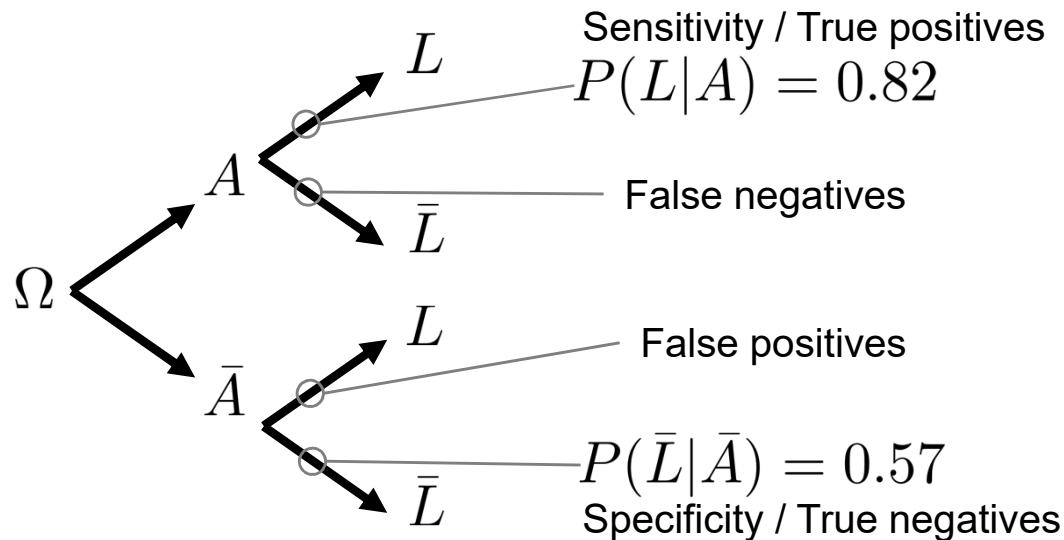 Sensitivity / True positives
L
P(L|A) = 0.82
A
False negatives
L̄
Ω
L
False positives
Ā
P(L̄|Ā) = 0.57
L̄
Specificity / True negatives